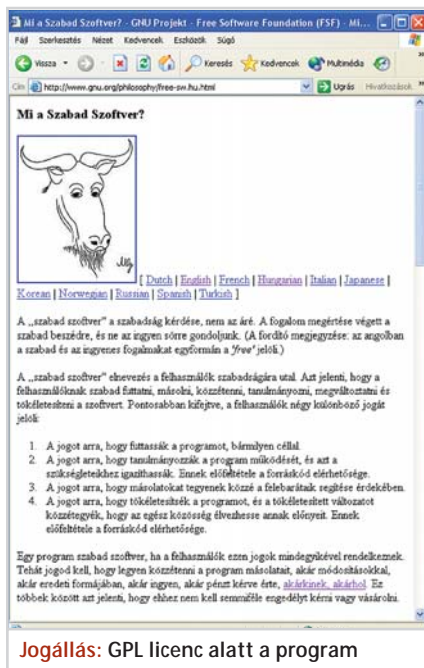 Mi a Szabad Szoftver? - GNU Projekt - Free Software Foundation (FSF) - Mi...
Fájl Szerkesztés Nézet Kedvencek Eszközök Súgó
Vissza Keresés Kedvencek Multimédia
Cím http://www.gnu.org/philosophy/free-sw.hu.html Ugrás Hivatkozások
Mi a Szabad Szoftver?
[ Dutch | English | French | Hungarian | Italian | Japanese |
Korean | Norwegian | Russian | Spanish | Turkish ]
A „szabad szoftver” a szabadság kérdése, nem az áré. A fogalom megértése végett a
szabad beszédre, és ne az ingyen sörre gondoljunk. (A fordító megjegyzése: az angolban
a szabad és az ingyenes fogalmakat egyformán a „free” jelöli.)
A „szabad szoftver” elnevezés a felhasználók szabadságára utal. Azt jelenti, hogy a
felhasználóknak szabad futtatni, másolni, közzétenni, tanulmányozni, megváltoztatni és
tökéletesíteni a szoftvert. Pontosabban kifejtve, a felhasználók négy különböző jogát
jelöli:
1. A jogot arra, hogy futtassák a programot, bármilyen céllal.
2. A jogot arra, hogy tanulmányozzák a program működését, és azt a
szükségleteikhez igazíthassák. Ennek előfeltétele a forráskód elérhetősége.
3. A jogot arra, hogy másolatokat tegyenek közzé a felebarátaik segítése érdekében.
4. A jogot arra, hogy tökéletesítsék a programot, és a tökéletesített változatot
közzétegyék, hogy az egész közösség élvezhesse annak előnyeit. Ennek
előfeltétele a forráskód elérhetősége.
Egy program szabad szoftver, ha a felhasználók ezen jogok mindegyikével rendelkeznek.
Tehát jogod kell, hogy legyen közzétenni a program másolatait, akár módosításokkal,
akár eredeti formájában, akár ingyen, akár pénzt kérve érte, akárkinek, akárhol. Ez
többek között azt jelenti, hogy ehhez nem kell semmiféle engedélyt kérni vagy vásárolni.
Jogállás: GPL licenc alatt a program